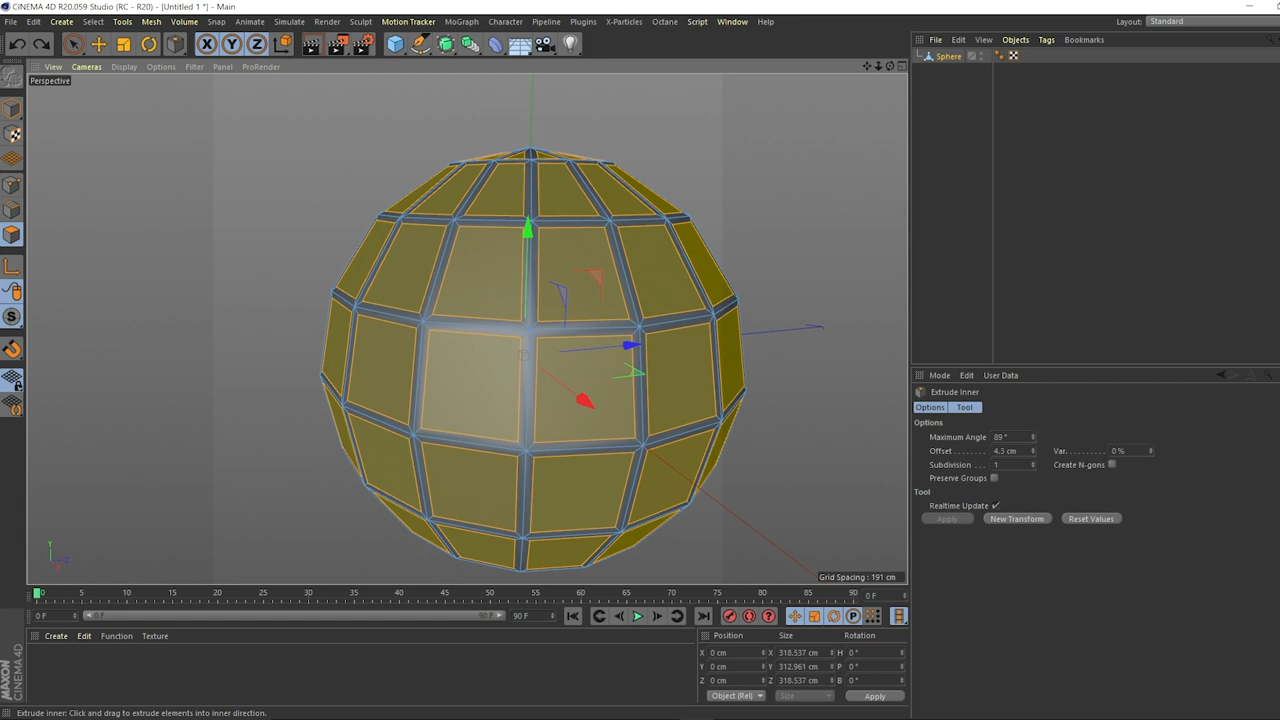 CINEMA 4D R20.059 Studio (RC - R20) - [Untitled 1 *] - Main
File Edit Create Select Tools Mesh Volume Snap Animate Simulate Render Sculpt Motion Tracker MoGraph Character Pipeline Plugins X-Particles Octane Script Window Help
Layout: Standard
X Y Z
File Edit View Objects Tags Bookmarks
Sphere
View Cameras Display Options Filter Panel ProRender
Perspective
S
Y
Z
X
Grid Spacing : 191 cm
Mode Edit User Data
Extrude Inner
Options Tool
Options
Maximum Angle 89 °
Offset . . . . . . . . 4.3 cm Var. . . . . . . . . . 0 %
Subdivision . . 1 Create N-gons
Preserve Groups
Tool
Realtime Update
Apply New Transform Reset Values
0 5 10 15 20 25 30 35 40 45 50 55 60 65 70 75 80 85 90 0 F
0 F 0 F 90 F 90 F
P
Create Edit Function Texture
Position Size Rotation
X 0 cm X 318.537 cm H 0 °
Y 0 cm Y 312.961 cm P 0 °
Z 0 cm Z 318.537 cm B 0 °
Object (Rel) Size Apply
MAXON CINEMA 4D
Extrude Inner: Click and drag to extrude elements into inner direction.